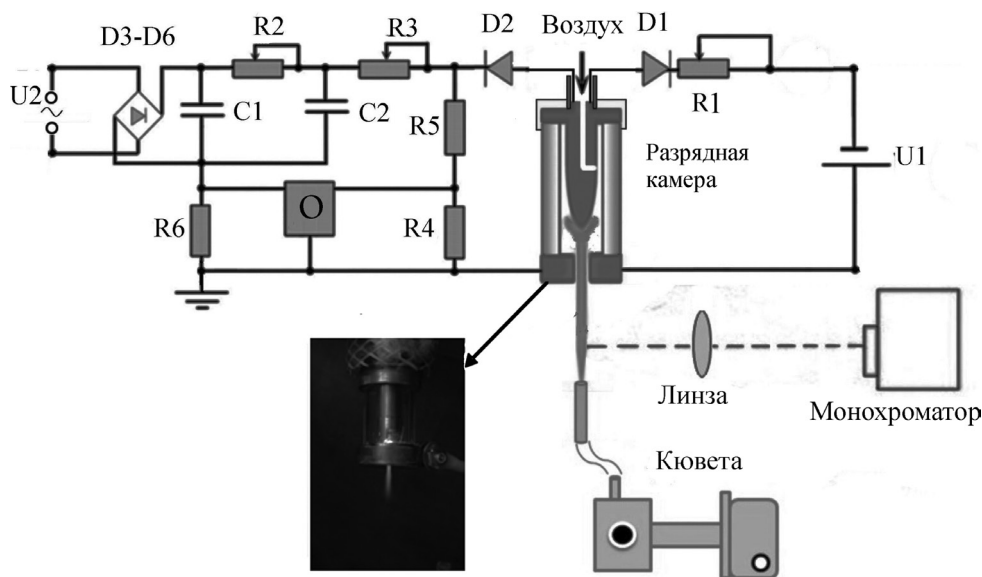 D3-D6
R2
R3
D2
Воздух
D1
U2
~
C1
C2
R5
R1
Разрядная
камера
U1
R6
O
R4
Линза
Монохроматор
Кювета